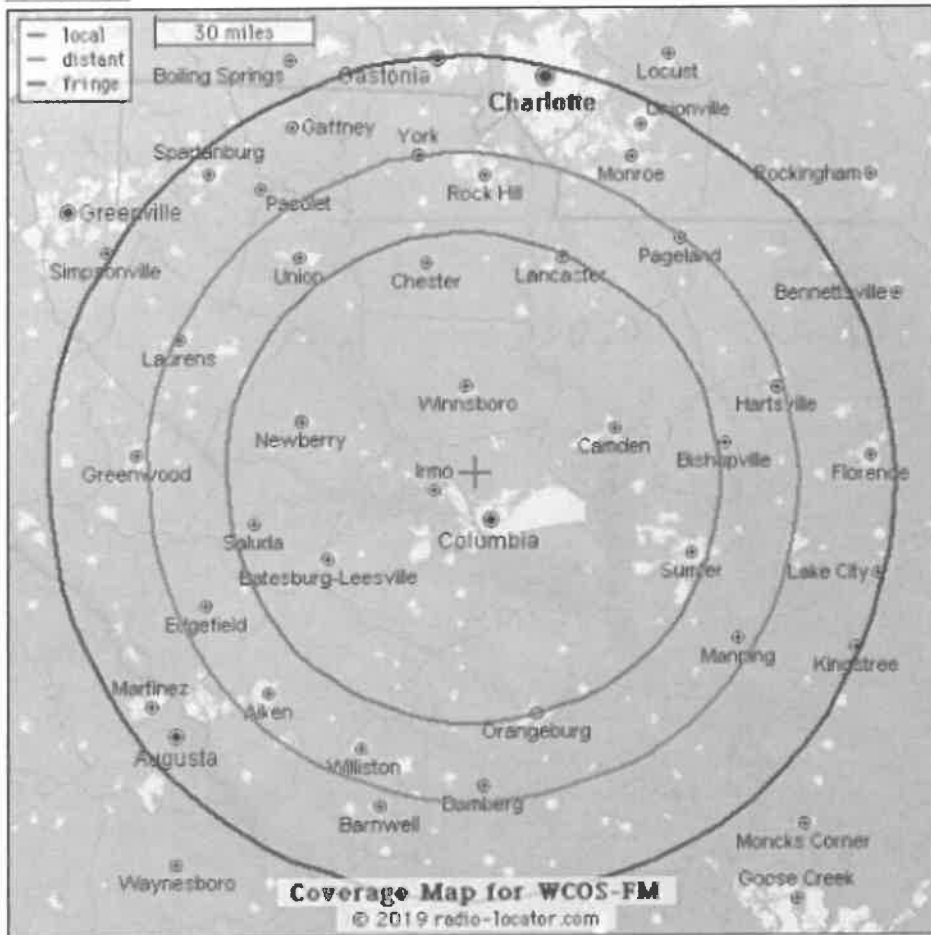 local
distant
fringe
30 miles
Boiling Springs
Gastonia
Locust
Charlotte
Unionville
Gaffney
York
Spartanburg
Rock Hill
Monroe
Rockingham
Pacolet
Greenville
Simpsonville
Union
Chester
Lancaster
Pageland
Bennettsville
Laurens
Winnsboro
Hartsville
Newberry
Camden
Bishopville
Greenwood
Irmo
Florence
Saluda
Columbia
Batesburg-Leesville
Sumter
Lake City
Edgefield
Manning
Kingstree
Martinez
Aiken
Orangeburg
Augusta
Williston
Bamberg
Barnwell
Moncks Corner
Waynesboro
Goose Creek
Coverage Map for WCOS-FM
© 2019 radio-locator.com